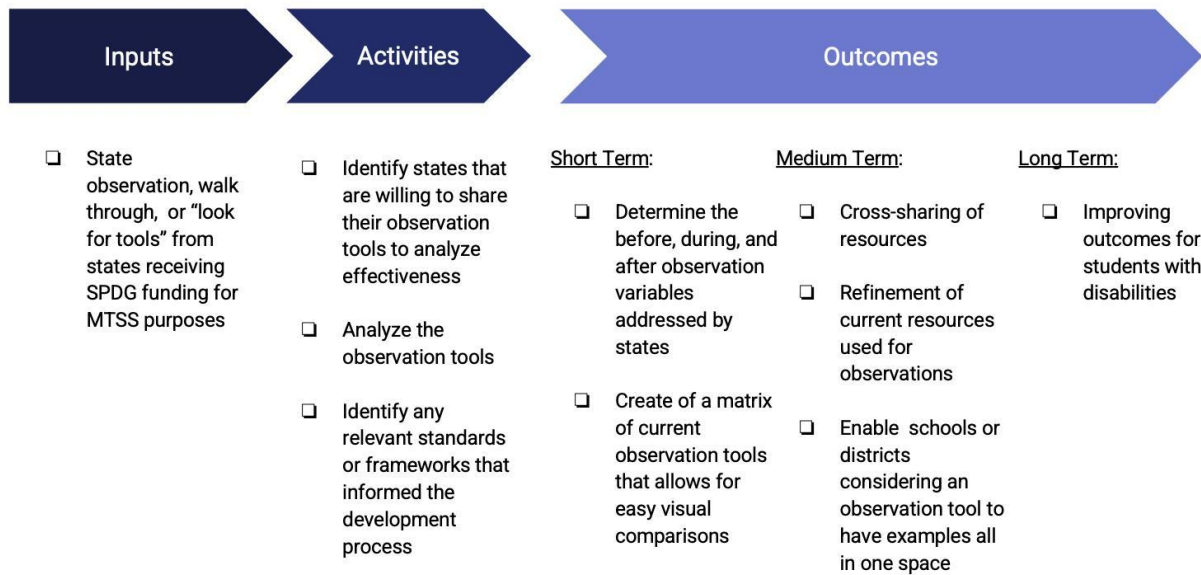 Inputs
Activities
Outcomes
❏ State
observation, walk
through, or “look
for tools” from
states receiving
SPDG funding for
MTSS purposes
❏ Identify states that
are willing to share
their observation
tools to analyze
effectiveness
❏ Analyze the
observation tools
❏ Identify any
relevant standards
or frameworks that
informed the
development
process
Short Term:
❏ Determine the
before, during, and
after observation
variables
addressed by
states
❏ Create of a matrix
of current
observation tools
that allows for
easy visual
comparisons
Medium Term:
❏ Cross-sharing of
resources
❏ Refinement of
current resources
used for
observations
❏ Enable schools or
districts
considering an
observation tool to
have examples all
in one space
Long Term:
❏ Improving
outcomes for
students with
disabilities